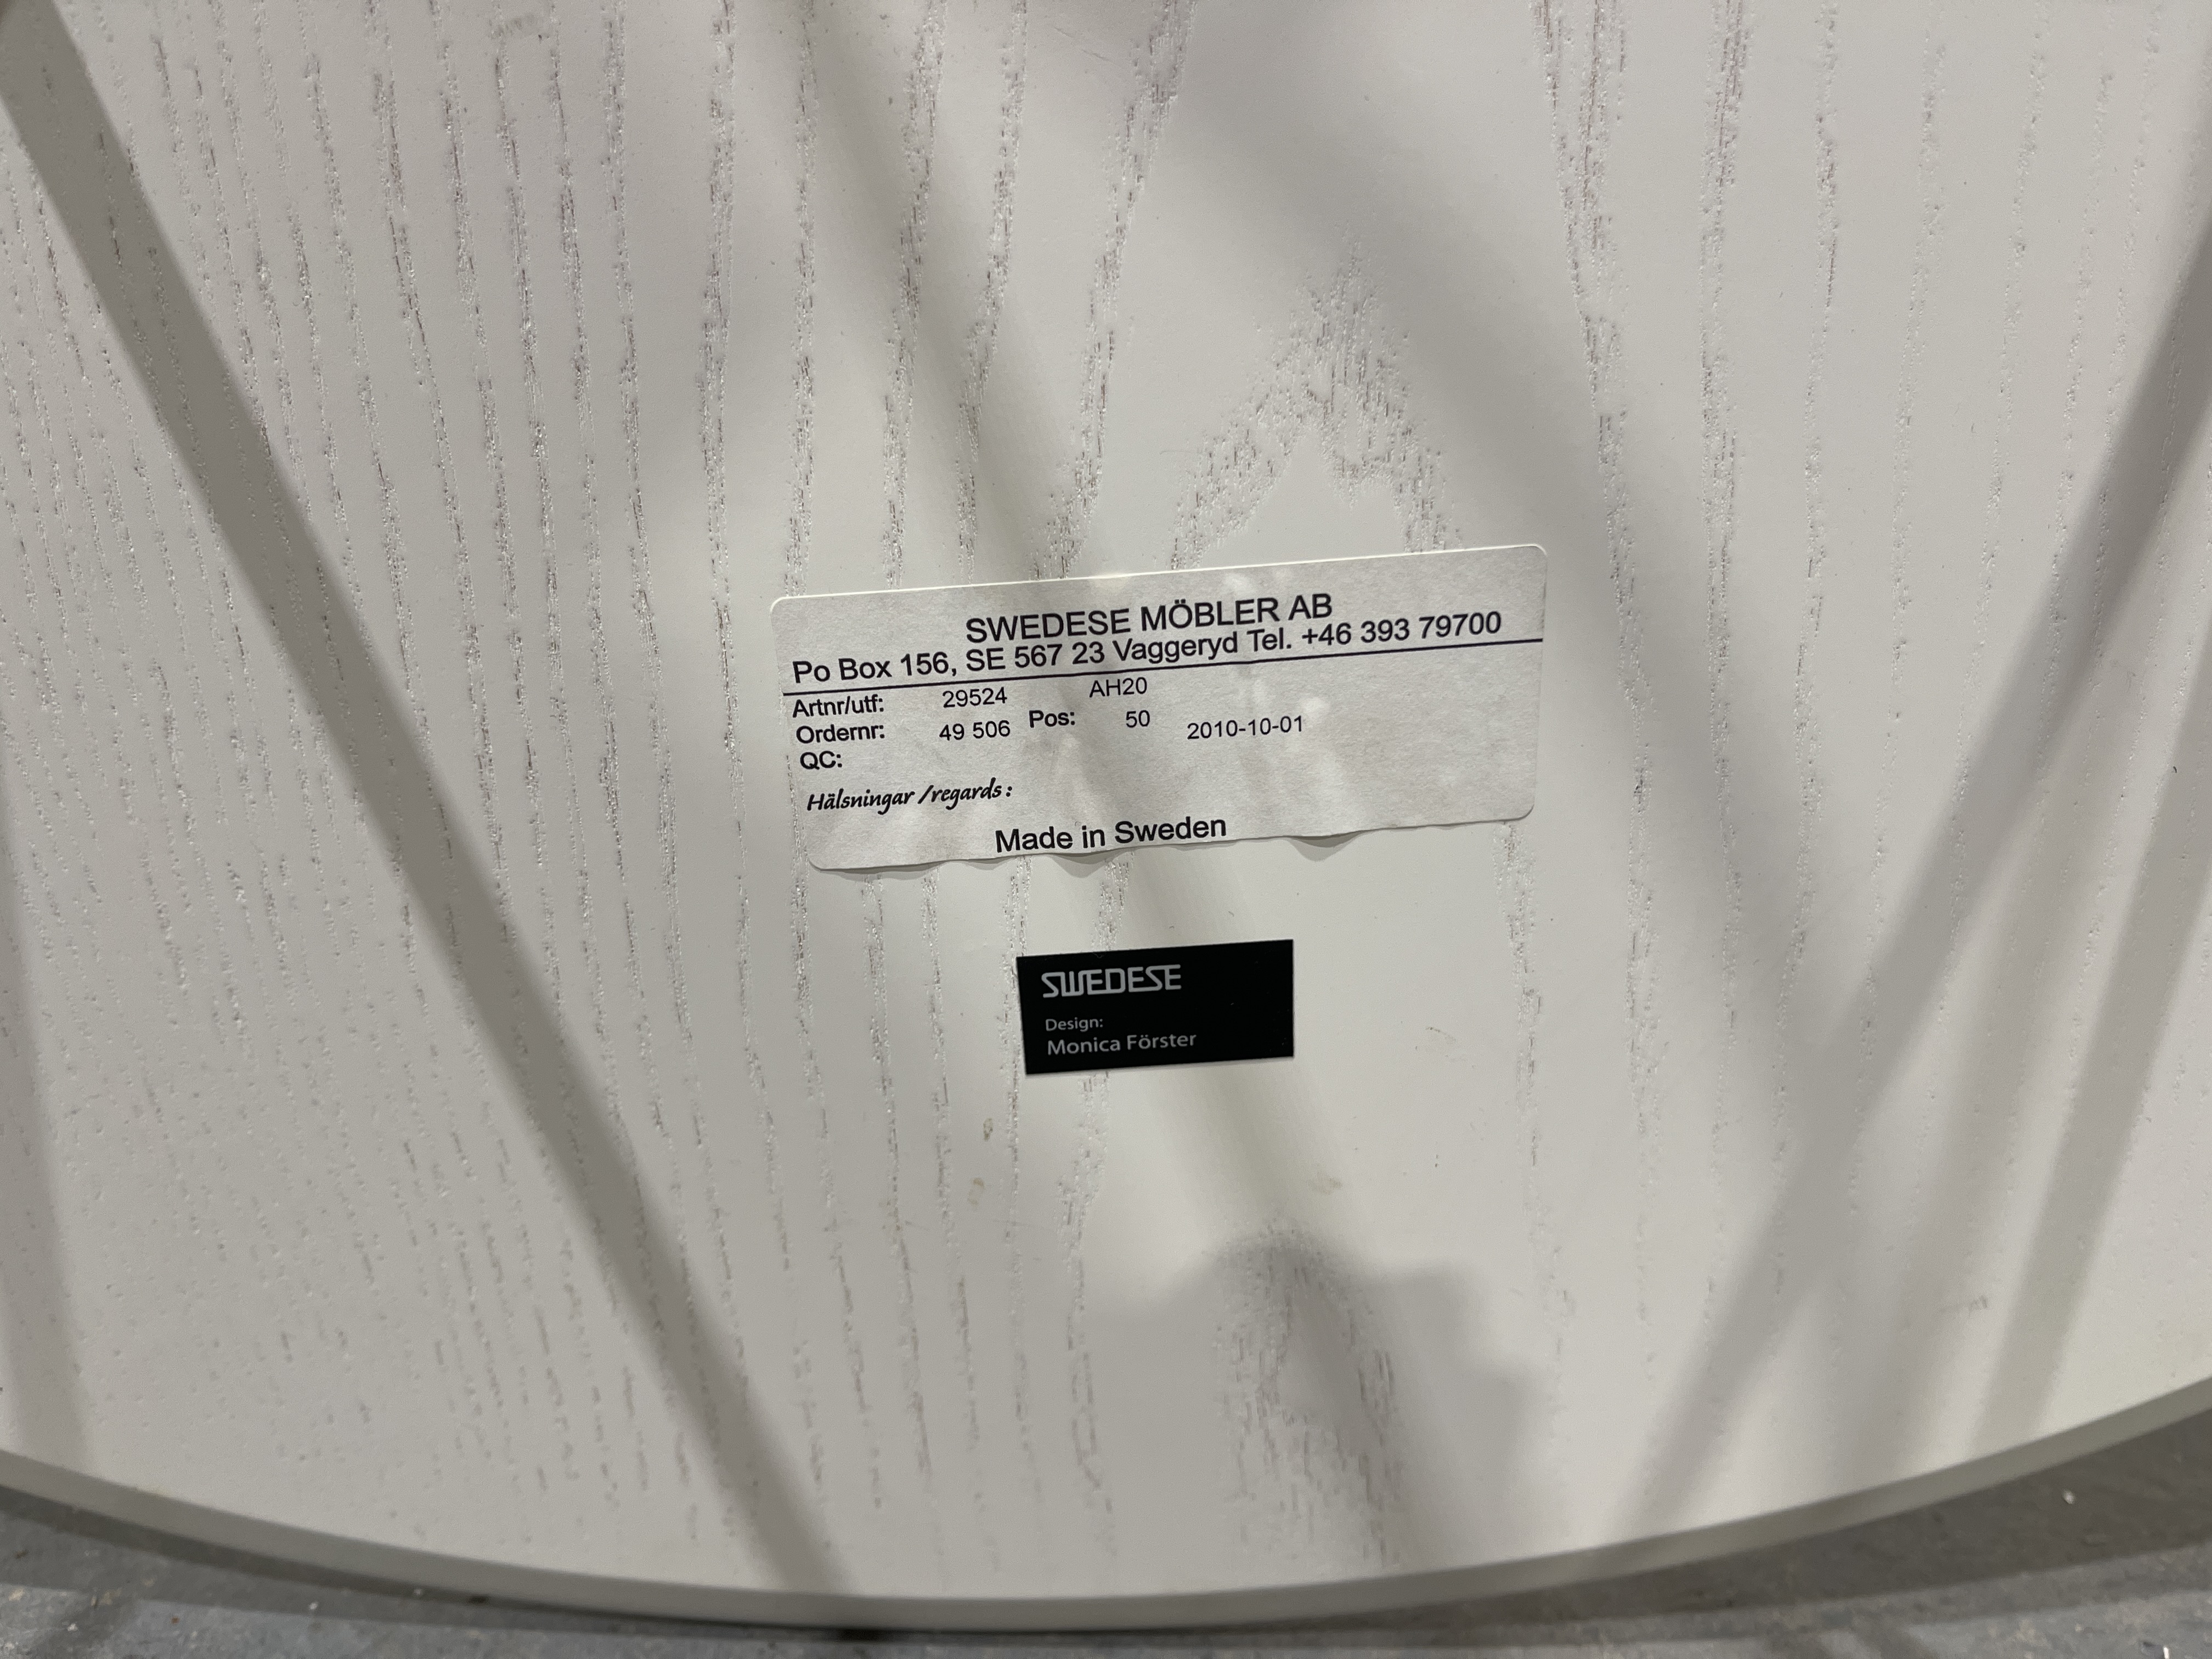 SWEDESE MÖBLER AB
Po Box 156, SE 567 23 Vaggeryd Tel. +46 393 79700
Artnr/utf: 29524 AH20
Ordernr: 49 506 Pos: 50 2010-10-01
QC:
Hälsningar /regards:
Made in Sweden
SWEDESE
Design:
Monica Förster